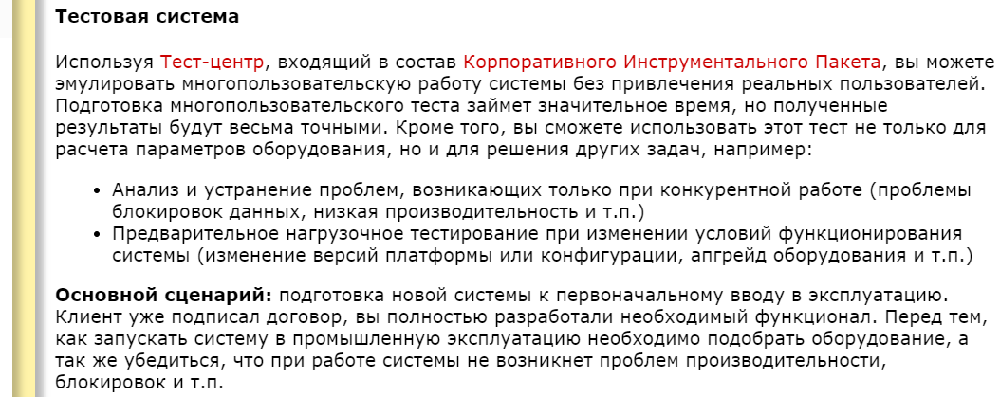 Тестовая система
Используя Тест-центр, входящий в состав Корпоративного Инструментального Пакета, вы можете
эмулировать многопользовательскую работу системы без привлечения реальных пользователей.
Подготовка многопользовательского теста займет значительное время, но полученные
результаты будут весьма точными. Кроме того, вы сможете использовать этот тест не только для
расчета параметров оборудования, но и для решения других задач, например:
• Анализ и устранение проблем, возникающих только при конкурентной работе (проблемы
блокировок данных, низкая производительность и т.п.)
• Предварительное нагрузочное тестирование при изменении условий функционирования
системы (изменение версий платформы или конфигурации, апгрейд оборудования и т.п.)
Основной сценарий: подготовка новой системы к первоначальному вводу в эксплуатацию.
Клиент уже подписал договор, вы полностью разработали необходимый функционал. Перед тем,
как запускать систему в промышленную эксплуатацию необходимо подобрать оборудование, а
так же убедиться, что при работе системы не возникнет проблем производительности,
блокировок и т.п.